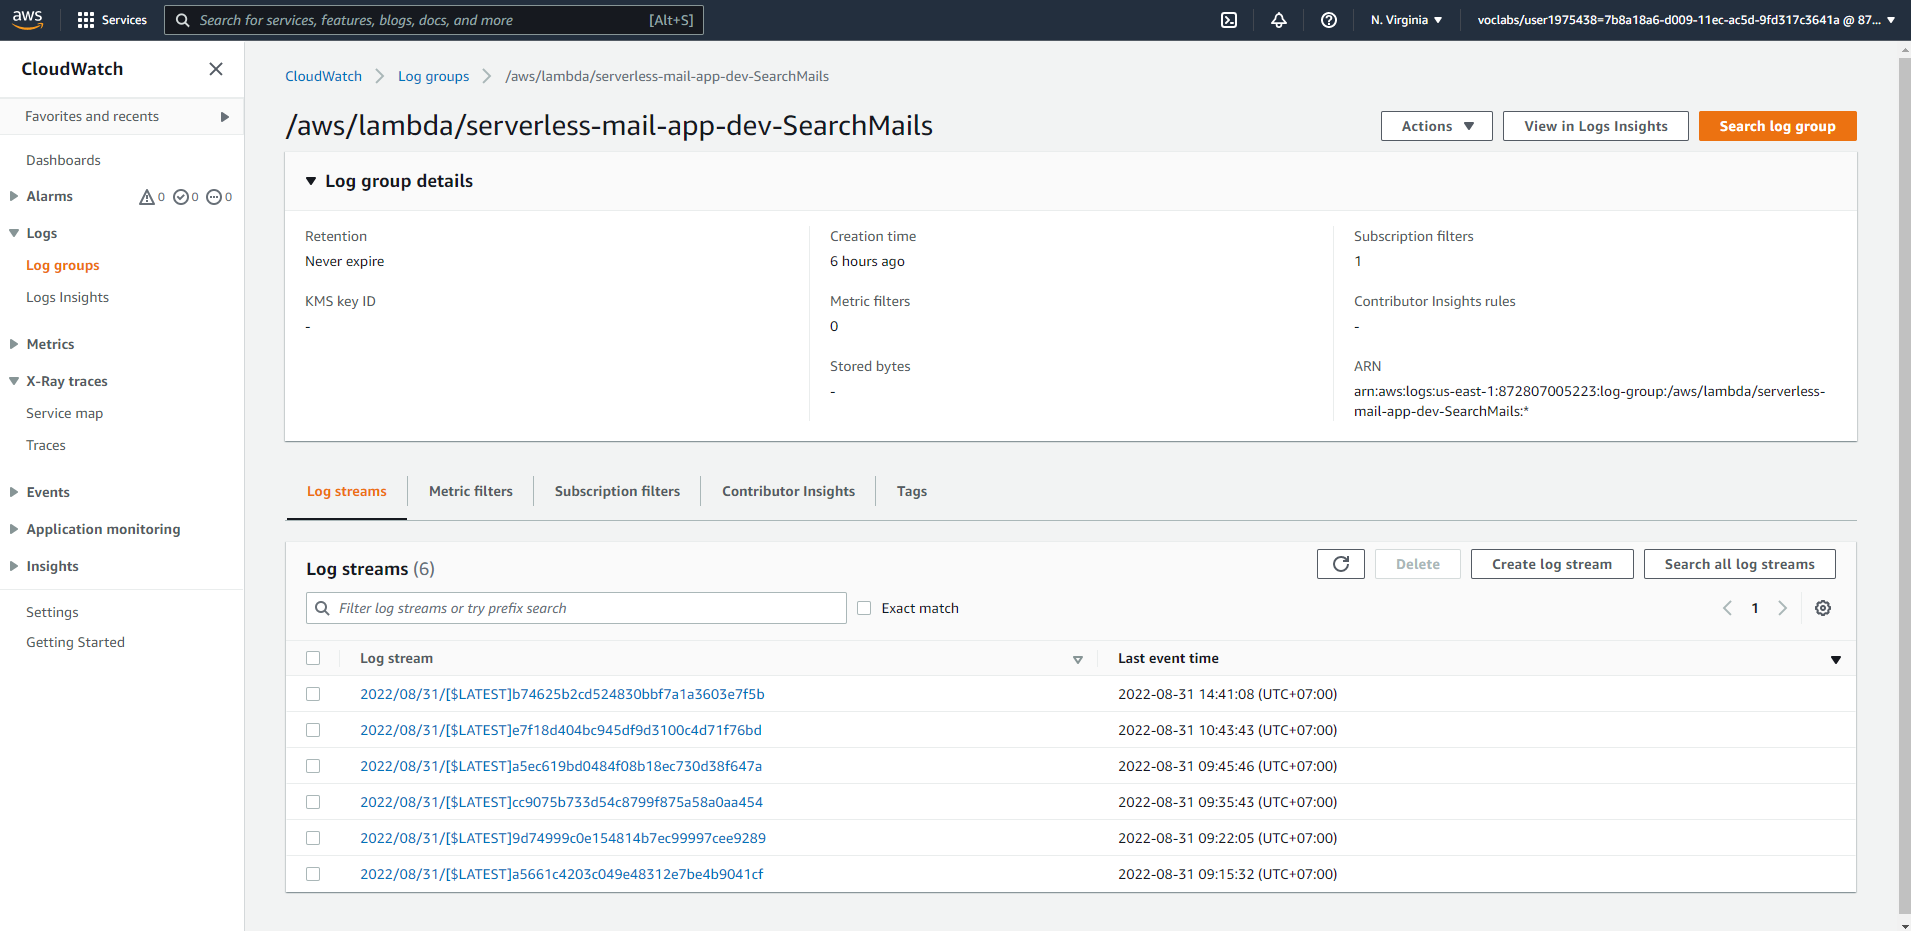 aws
Services
Search for services, features, blogs, docs, and more
[Alt+S]
N. Virginia
voclabs/user1975438=7b8a18a6-d009-11ec-ac5d-9fd317c3641a @ 87...
CloudWatch
Favorites and recents
Dashboards
Alarms
0
0
0
Logs
Log groups
Logs Insights
Metrics
X-Ray traces
Service map
Traces
Events
Application monitoring
Insights
Settings
Getting Started
CloudWatch
Log groups
/aws/lambda/serverless-mail-app-dev-SearchMails
/aws/lambda/serverless-mail-app-dev-SearchMails
Actions
View in Logs Insights
Search log group
Log group details
Retention
Never expire
KMS key ID
-
Creation time
6 hours ago
Metric filters
0
Stored bytes
-
Subscription filters
1
Contributor Insights rules
-
ARN
arn:aws:logs:us-east-1:872807005223:log-group:/aws/lambda/serverless-
mail-app-dev-SearchMails:*
Log streams
Metric filters
Subscription filters
Contributor Insights
Tags
Log streams (6)
Delete
Create log stream
Search all log streams
Filter log streams or try prefix search
Exact match
1
Log stream
Last event time
2022/08/31/[$LATEST]b74625b2cd524830bbf7a1a3603e7f5b
2022-08-31 14:41:08 (UTC+07:00)
2022/08/31/[$LATEST]e7f18d404bc945df9d3100c4d71f76bd
2022-08-31 10:43:43 (UTC+07:00)
2022/08/31/[$LATEST]a5ec619bd0484f08b18ec730d38f647a
2022-08-31 09:45:46 (UTC+07:00)
2022/08/31/[$LATEST]cc9075b733d54c8799f875a58a0aa454
2022-08-31 09:35:43 (UTC+07:00)
2022/08/31/[$LATEST]9d74999c0e154814b7ec99997cee9289
2022-08-31 09:22:05 (UTC+07:00)
2022/08/31/[$LATEST]a5661c4203c049e48312e7be4b9041cf
2022-08-31 09:15:32 (UTC+07:00)